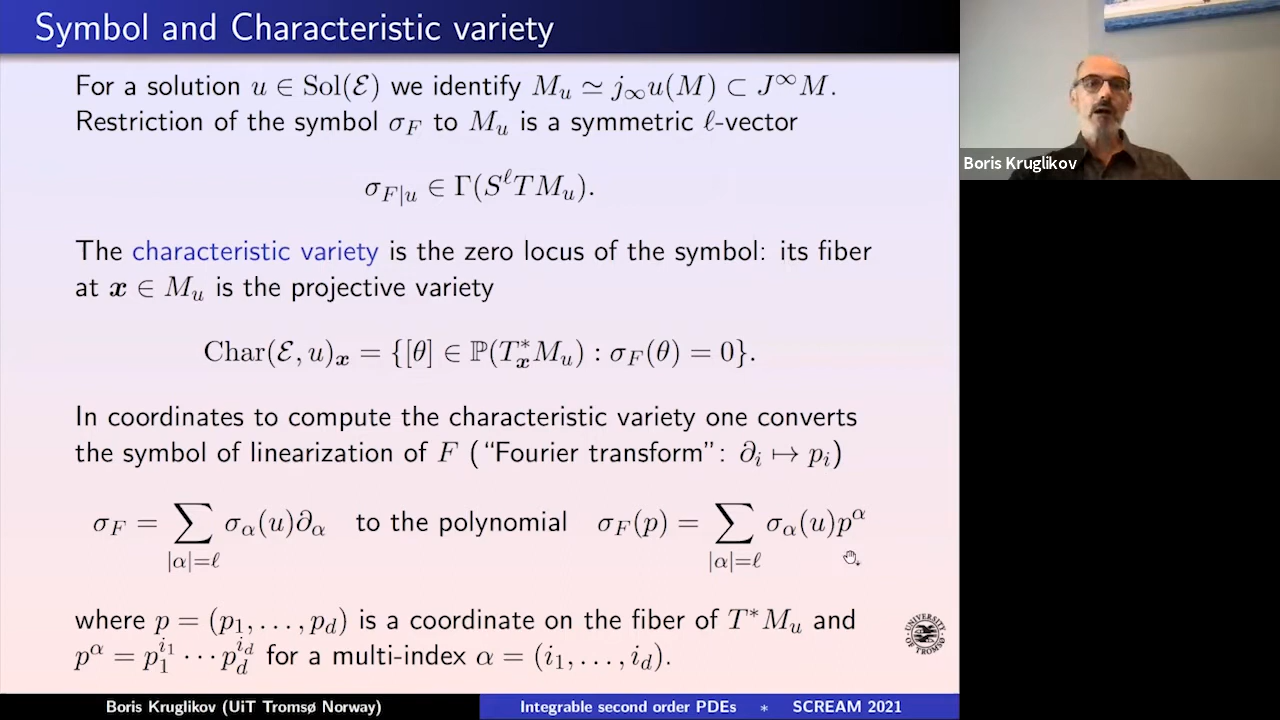 Symbol and Characteristic variety
For a solution u ∈ Sol(ℰ) we identify M_u ≃ j_∞u(M) ⊂ J^∞M.
Restriction of the symbol σ_F to M_u is a symmetric ℓ-vector
σ_{F|u} ∈ Γ(S^ℓTM_u).
The characteristic variety is the zero locus of the symbol: its fiber
at x ∈ M_u is the projective variety
Char(ℰ, u)_x = {[θ] ∈ ℙ(T*_xM_u) : σ_F(θ) = 0}.
In coordinates to compute the characteristic variety one converts
the symbol of linearization of F (“Fourier transform”: ∂_i ↦ p_i)
σ_F = ∑_{|α|=ℓ} σ_α(u)∂_α to the polynomial σ_F(p) = ∑_{|α|=ℓ} σ_α(u)p^α
where p = (p_1, . . . , p_d) is a coordinate on the fiber of T*M_u and
p^α = p_1^{i_1} ··· p_d^{i_d} for a multi-index α = (i_1, . . . , i_d).
UNIVERSITY OF TROMSØ
Boris Kruglikov (UiT Tromsø Norway)
Integrable second order PDEs * SCREAM 2021
Boris Kruglikov